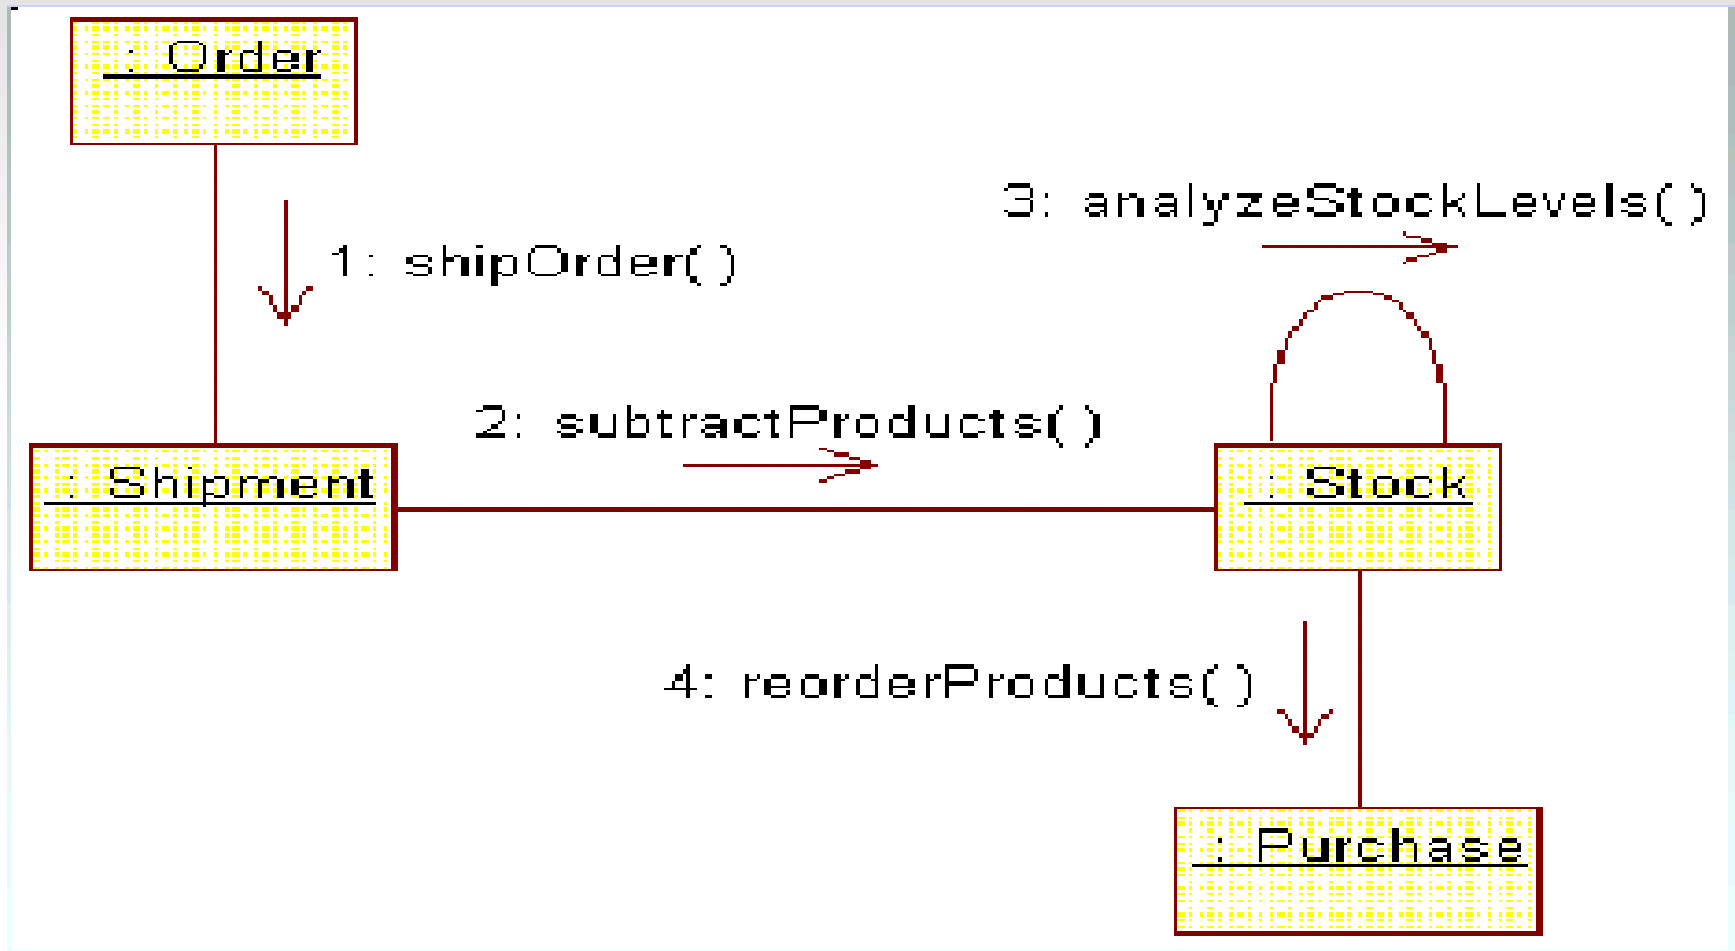 : Order
3: analyzeStockLevels()
1: shipOrder()
2: subtractProducts()
: Shipment
: Stock
4: reorderProducts()
: Purchase